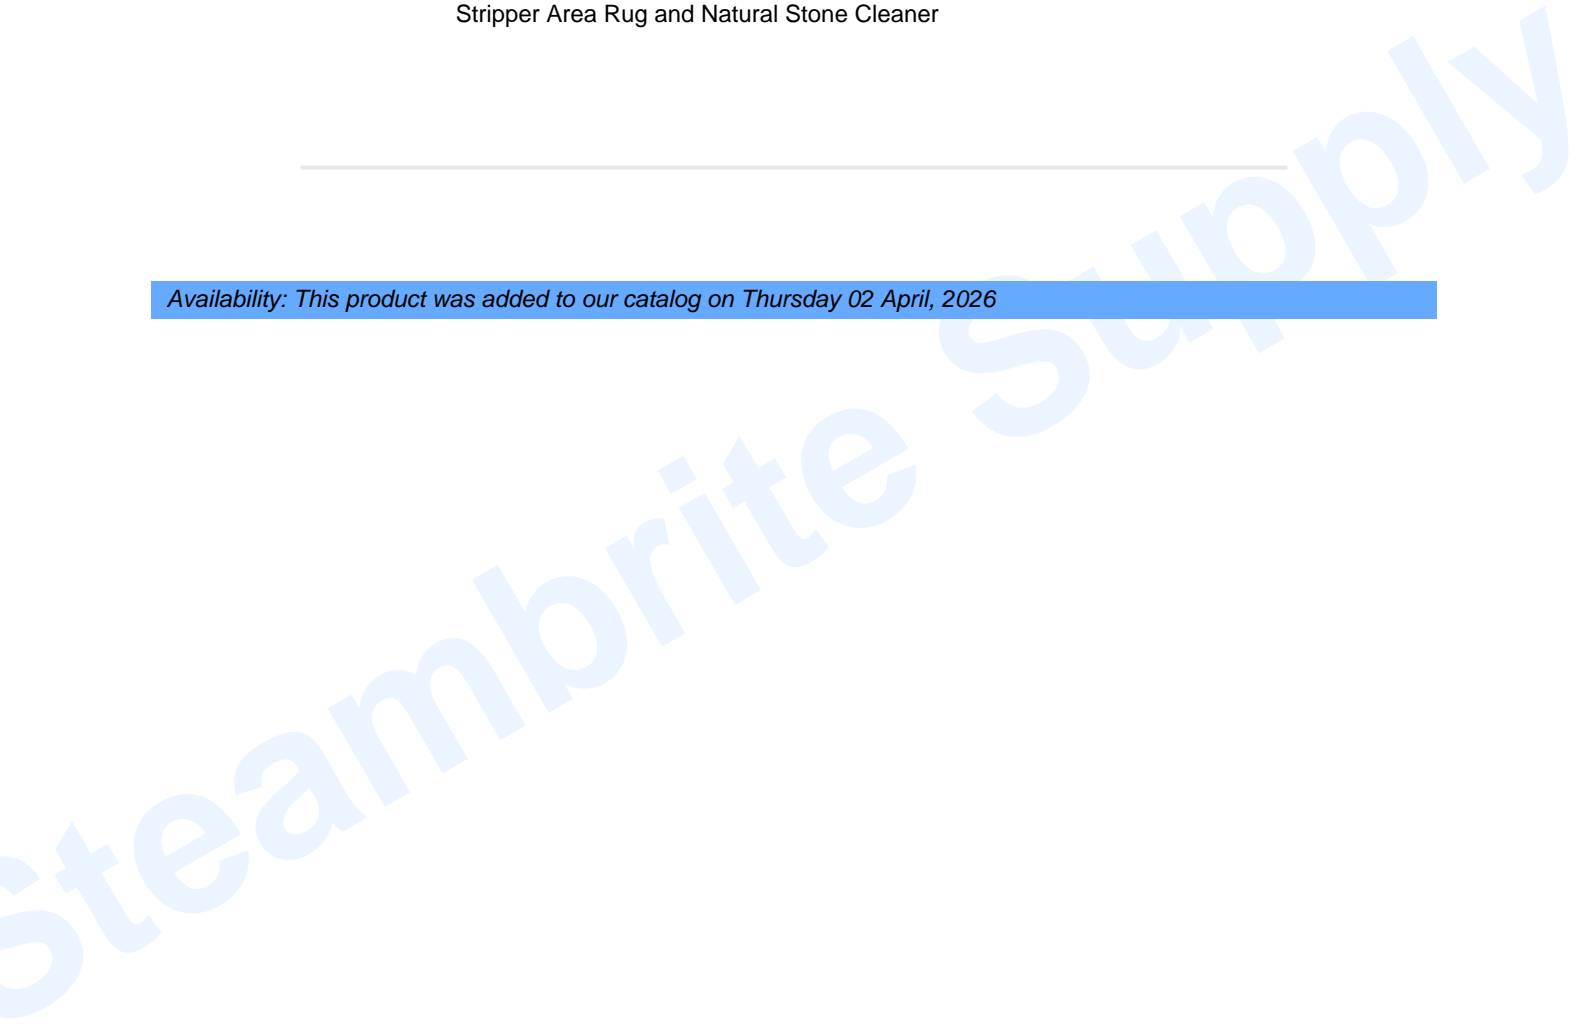 Stripper Area Rug and Natural Stone Cleaner
Availability: This product was added to our catalog on Thursday 02 April, 2026
Steambrite Supply